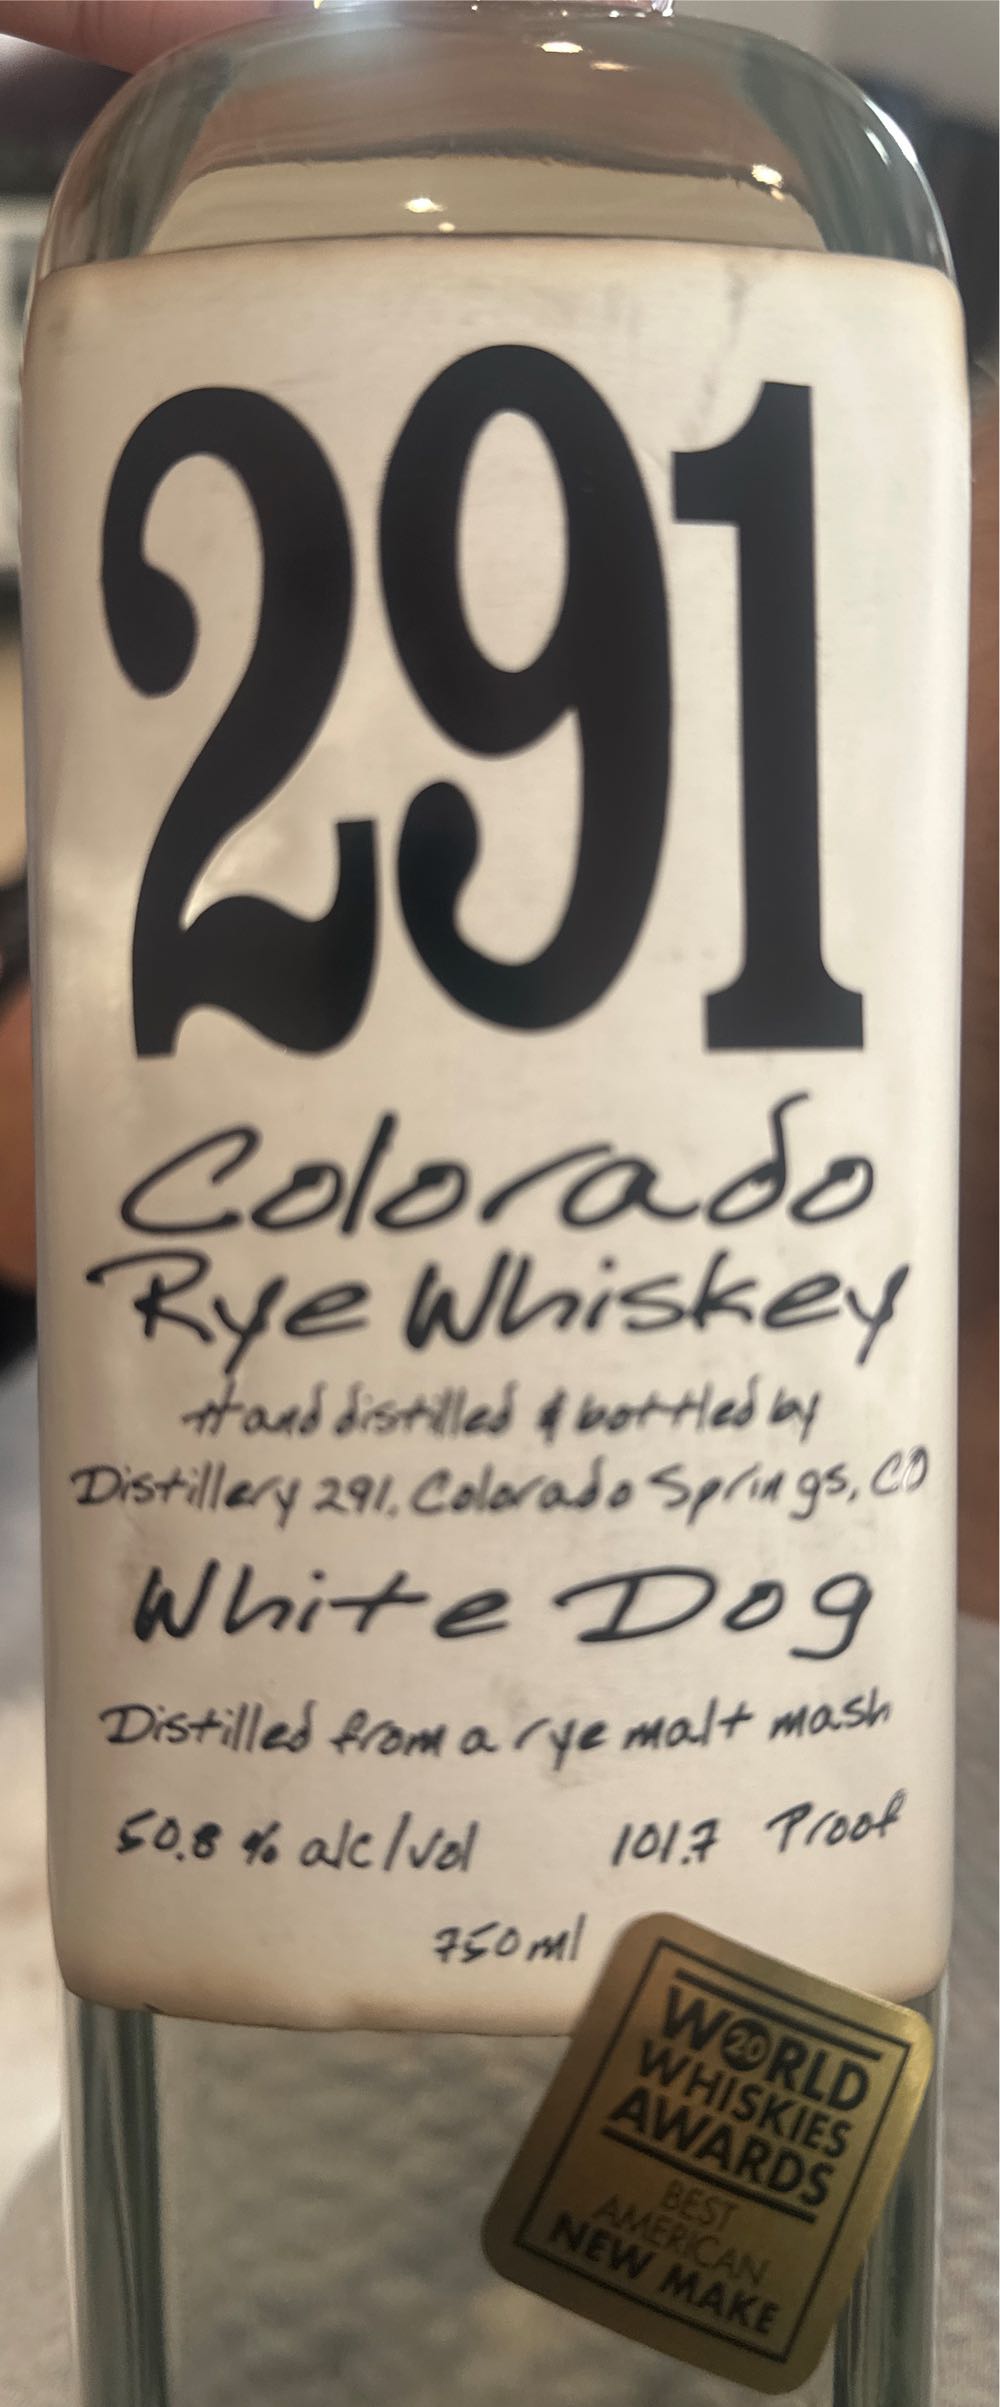 291
Colorado
Rye Whiskey
Hand distilled & bottled by
Distillery 291, Colorado Springs, CO
White Dog
Distilled from a rye malt mash
50.8 % alc/vol 101.7 Proof
750ml
WORLD
20
WHISKIES
AWARDS
BEST
AMERICAN
NEW MAKE